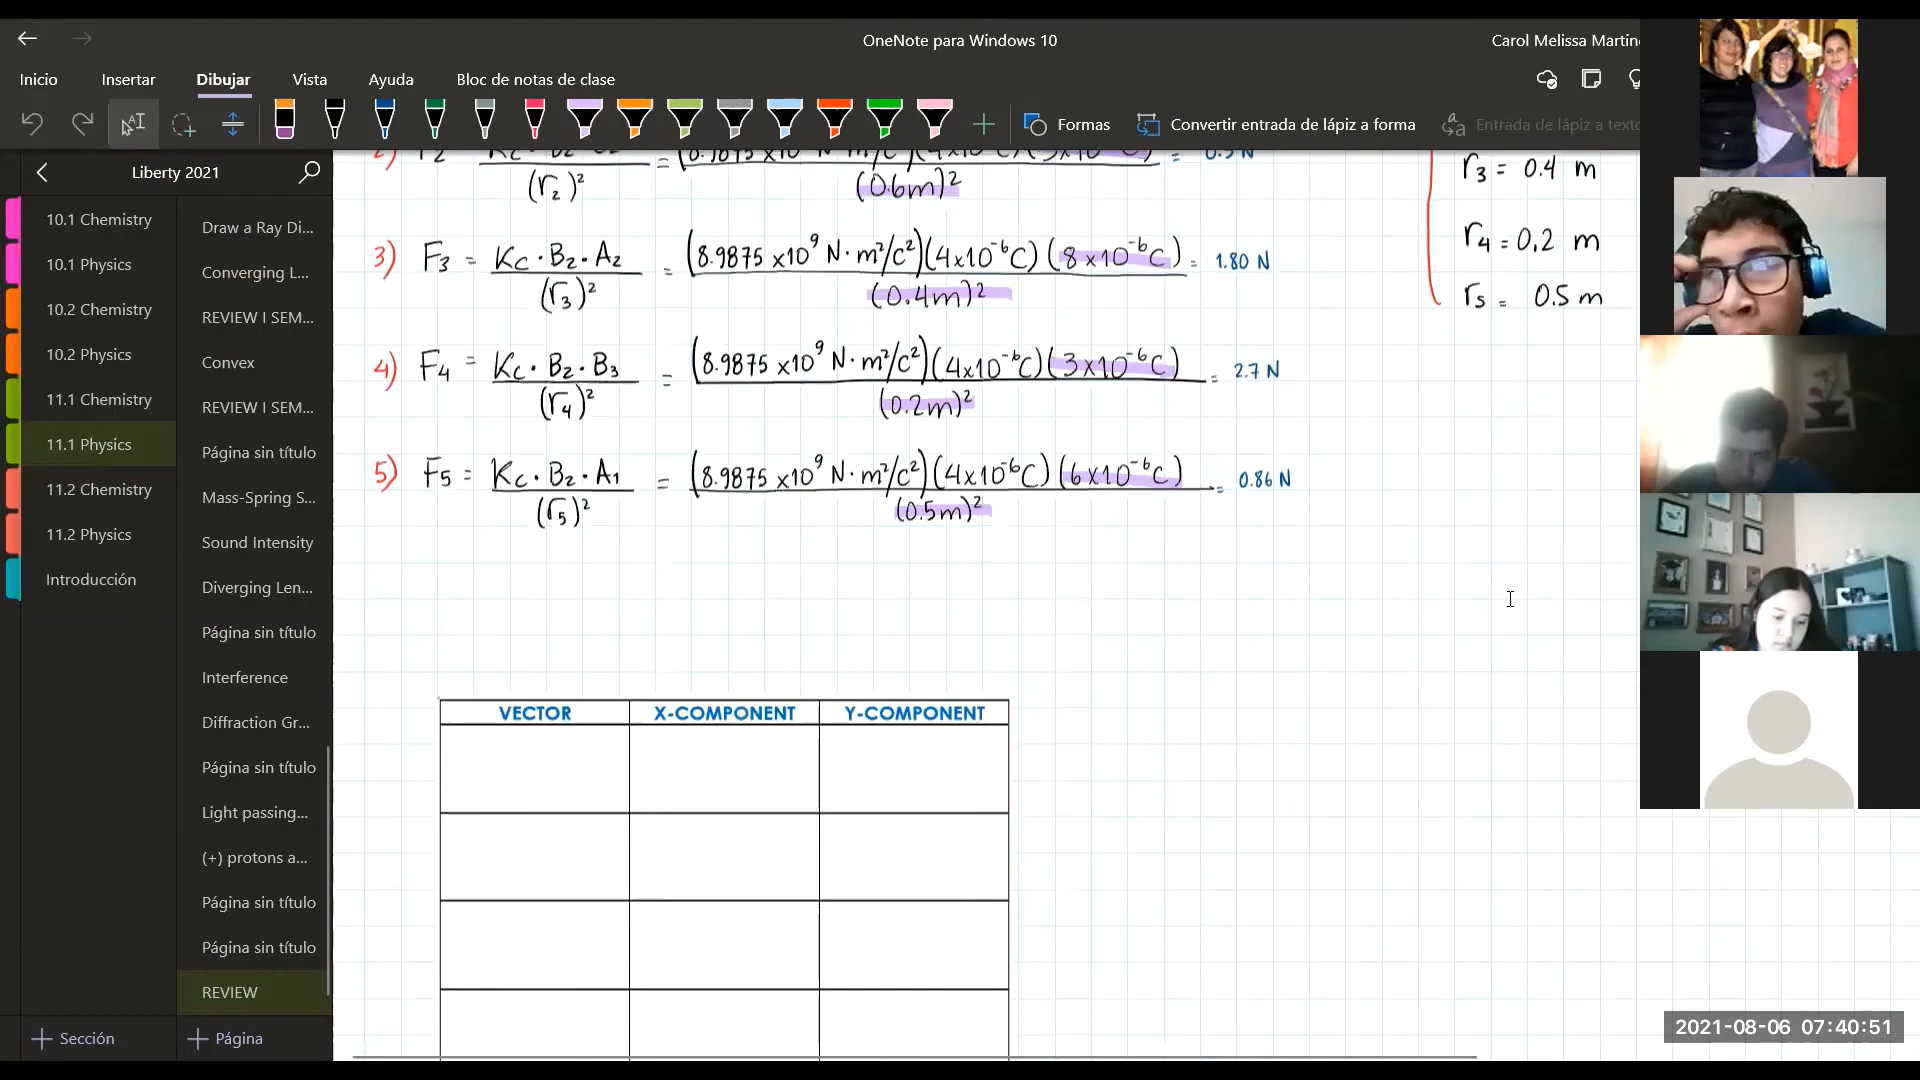 OneNote para Windows 10
Carol Melissa Martin
Inicio
Insertar
Dibujar
Vista
Ayuda
Bloc de notas de clase
Formas
Convertir entrada de lápiz a forma
Entrada de lápiz a texto
Liberty 2021
10.1 Chemistry
10.1 Physics
10.2 Chemistry
10.2 Physics
11.1 Chemistry
11.1 Physics
11.2 Chemistry
11.2 Physics
Introducción
Sección
Draw a Ray Di...
Converging L...
REVIEW I SEM...
Convex
REVIEW I SEM...
Página sin título
Mass-Spring S...
Sound Intensity
Diverging Len...
Página sin título
Interference
Diffraction Gr...
Página sin título
Light passing...
(+) protons a...
Página sin título
Página sin título
REVIEW
Página
(r₂)² (0.6m)²
3) F₃ = Kc · B₂ · A₂ / (r₃)² = (8.9875 x10⁹ N·m²/c²)(4x10⁻⁶C)(8x10⁻⁶C) / (0.4m)² = 1.80 N
4) F₄ = Kc · B₂ · B₃ / (r₄)² = (8.9875 x10⁹ N·m²/c²)(4x10⁻⁶C)(3x10⁻⁶C) / (0.2m)² = 2.7 N
5) F₅ = Kc · B₂ · A₁ / (r₅)² = (8.9875 x10⁹ N·m²/c²)(4x10⁻⁶C)(6x10⁻⁶C) / (0.5m)² = 0.86 N
r₃ = 0.4 m
r₄ = 0.2 m
r₅ = 0.5 m
VECTOR X-COMPONENT Y-COMPONENT
2021-08-06 07:40:51